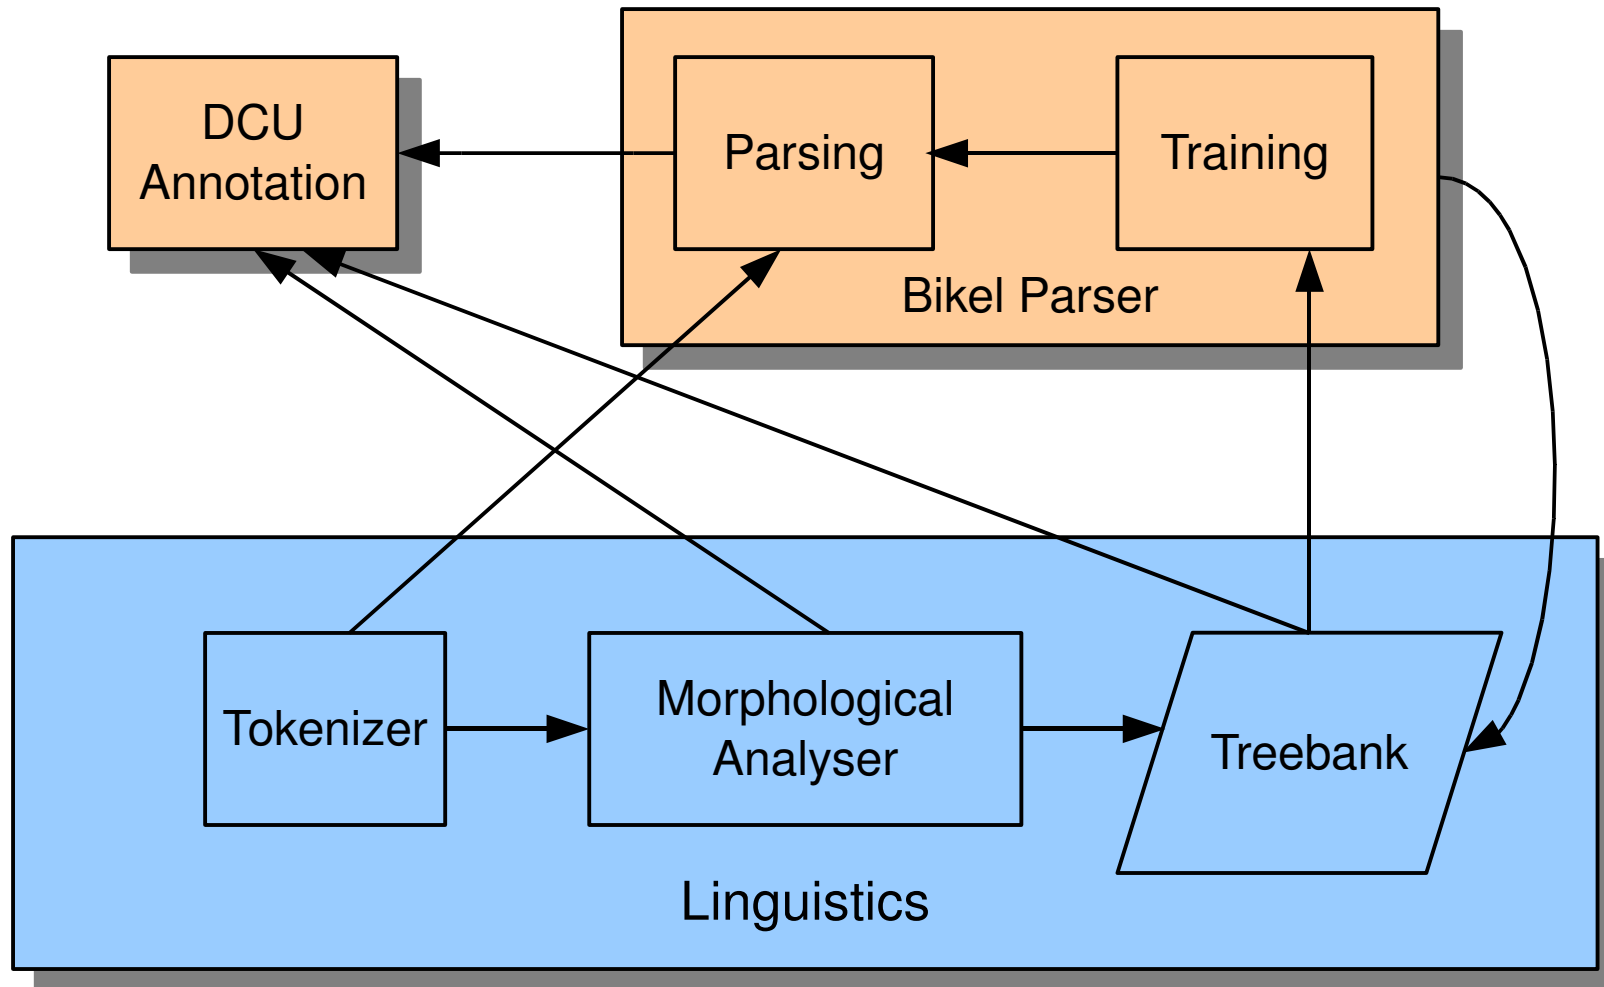 DCU
Annotation
Parsing
Training
Bikel Parser
Tokenizer
Morphological
Analyser
Treebank
Linguistics